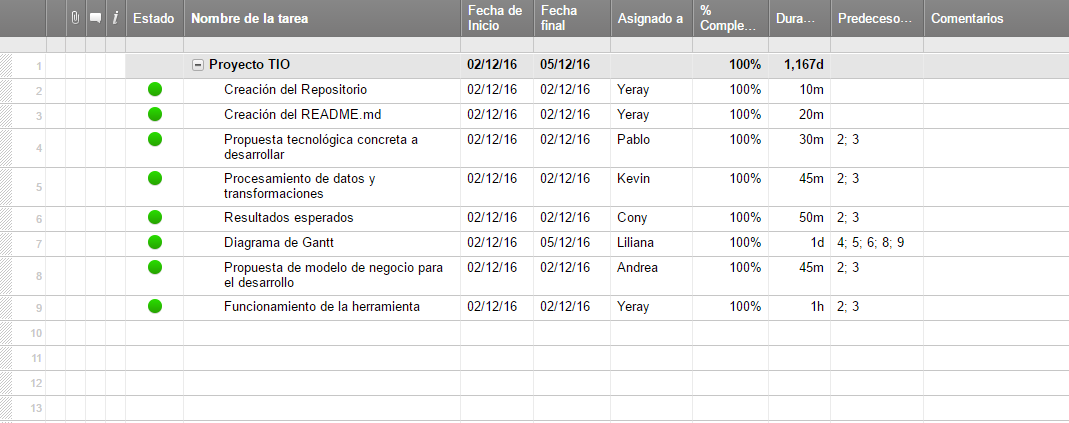 Estado Nombre de la tarea Fecha de Inicio Fecha final Asignado a % Comple... Dura... Predeceso... Comentarios
1 Proyecto TIO 02/12/16 05/12/16 100% 1,167d
2 Creación del Repositorio 02/12/16 02/12/16 Yeray 100% 10m
3 Creación del README.md 02/12/16 02/12/16 Yeray 100% 20m
4 Propuesta tecnológica concreta a desarrollar 02/12/16 02/12/16 Pablo 100% 30m 2; 3
5 Procesamiento de datos y transformaciones 02/12/16 02/12/16 Kevin 100% 45m 2; 3
6 Resultados esperados 02/12/16 02/12/16 Cony 100% 50m 2; 3
7 Diagrama de Gantt 02/12/16 05/12/16 Liliana 100% 1d 4; 5; 6; 8; 9
8 Propuesta de modelo de negocio para el desarrollo 02/12/16 02/12/16 Andrea 100% 45m 2; 3
9 Funcionamiento de la herramienta 02/12/16 02/12/16 Yeray 100% 1h 2; 3
10
11
12
13